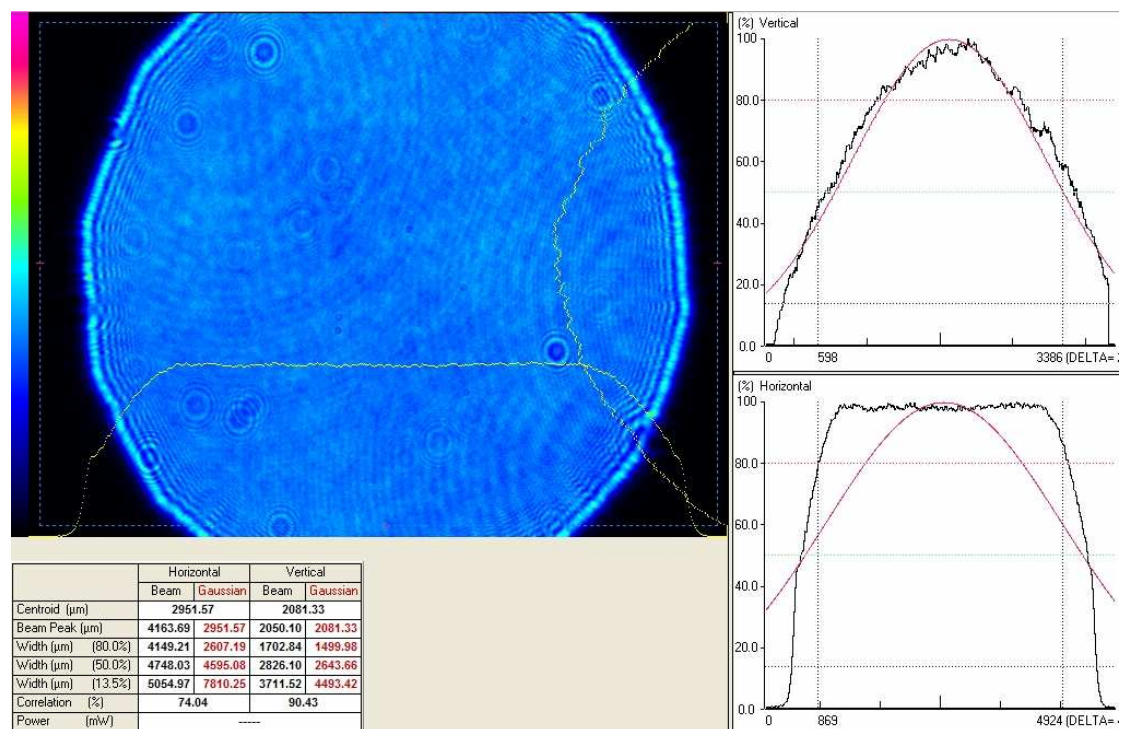 (%) Vertical
100
80.0
60.0
40.0
20.0
0.0
0 598 3386 (DELTA=
(%) Horizontal
100
80.0
60.0
40.0
20.0
0.0
0 869 4924 (DELTA=
Horizontal Vertical
Beam Gaussian Beam Gaussian
Centroid (µm) 2951.57 2081.33
Beam Peak (µm) 4163.69 2951.57 2050.10 2081.33
Width (µm) (80.0%) 4149.21 2607.19 1702.84 1499.98
Width (µm) (50.0%) 4748.03 4595.08 2826.10 2643.66
Width (µm) (13.5%) 5054.97 7810.25 3711.52 4493.42
Correlation (%) 74.04 90.43
Power (mW) -----